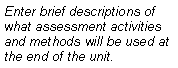 Enter brief descriptions of
what assessment activities
and methods will be used at
the end of the unit.